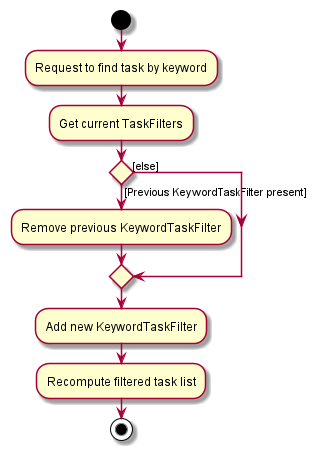 Request to find task by keyword
Get current TaskFilters
[else]
[Previous KeywordTaskFilter present]
Remove previous KeywordTaskFilter
Add new KeywordTaskFilter
Recompute filtered task list